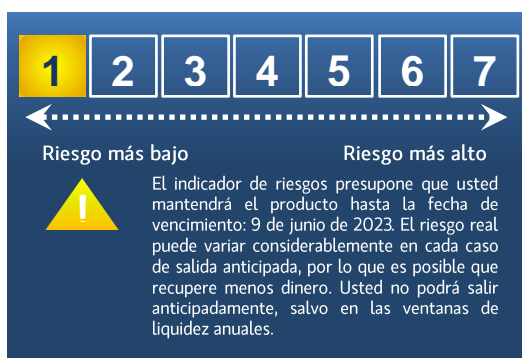 1 2 3 4 5 6 7
Riesgo más bajo Riesgo más alto
!
El indicador de riesgos presupone que usted
mantendrá el producto hasta la fecha de
vencimiento: 9 de junio de 2023. El riesgo real
puede variar considerablemente en cada caso
de salida anticipada, por lo que es posible que
recupere menos dinero. Usted no podrá salir
anticipadamente, salvo en las ventanas de
liquidez anuales.